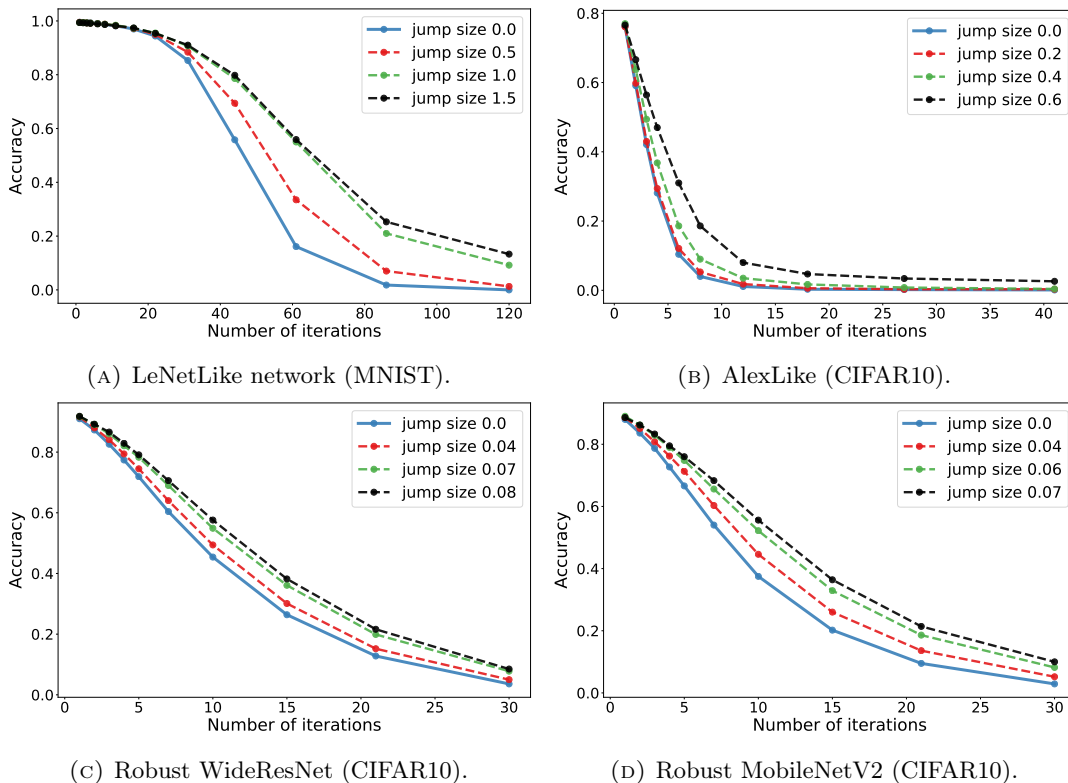 1.0
0.8
0.6
0.4
0.2
0.0
Accuracy
0
20
40
60
80
100
120
Number of iterations
jump size 0.0
jump size 0.5
jump size 1.0
jump size 1.5
(A) LeNetLike network (MNIST).
0.8
0.6
0.4
0.2
0.0
Accuracy
0
5
10
15
20
25
30
35
40
Number of iterations
jump size 0.0
jump size 0.2
jump size 0.4
jump size 0.6
(B) AlexLike (CIFAR10).
0.8
0.6
0.4
0.2
0.0
Accuracy
0
5
10
15
20
25
30
Number of iterations
jump size 0.0
jump size 0.04
jump size 0.07
jump size 0.08
(C) Robust WideResNet (CIFAR10).
0.8
0.6
0.4
0.2
0.0
Accuracy
0
5
10
15
20
25
30
Number of iterations
jump size 0.0
jump size 0.04
jump size 0.06
jump size 0.07
(D) Robust MobileNetV2 (CIFAR10).